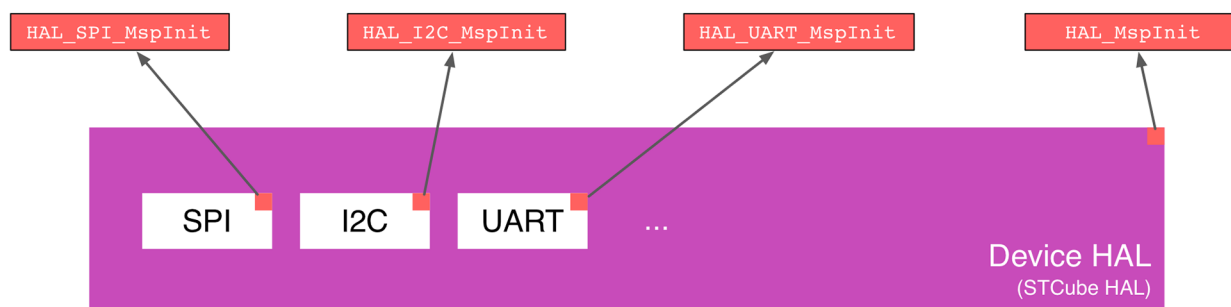 HAL_SPI_MspInit
HAL_I2C_MspInit
HAL_UART_MspInit
HAL_MspInit
SPI
I2C
UART
...
Device HAL
(STCube HAL)